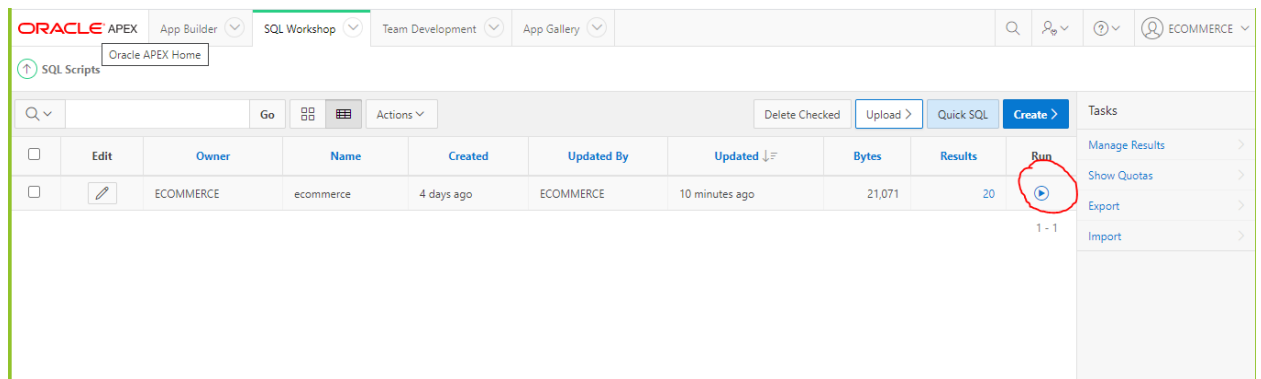 ORACLE APEX App Builder SQL Workshop Team Development App Gallery ECOMMERCE
Oracle APEX Home
SQL Scripts
Go Actions Delete Checked Upload > Quick SQL Create > Tasks
Edit Owner Name Created Updated By Updated Bytes Results Run
Manage Results
Show Quotas
ECOMMERCE ecommerce 4 days ago ECOMMERCE 10 minutes ago 21,071 20
Export
1 - 1
Import